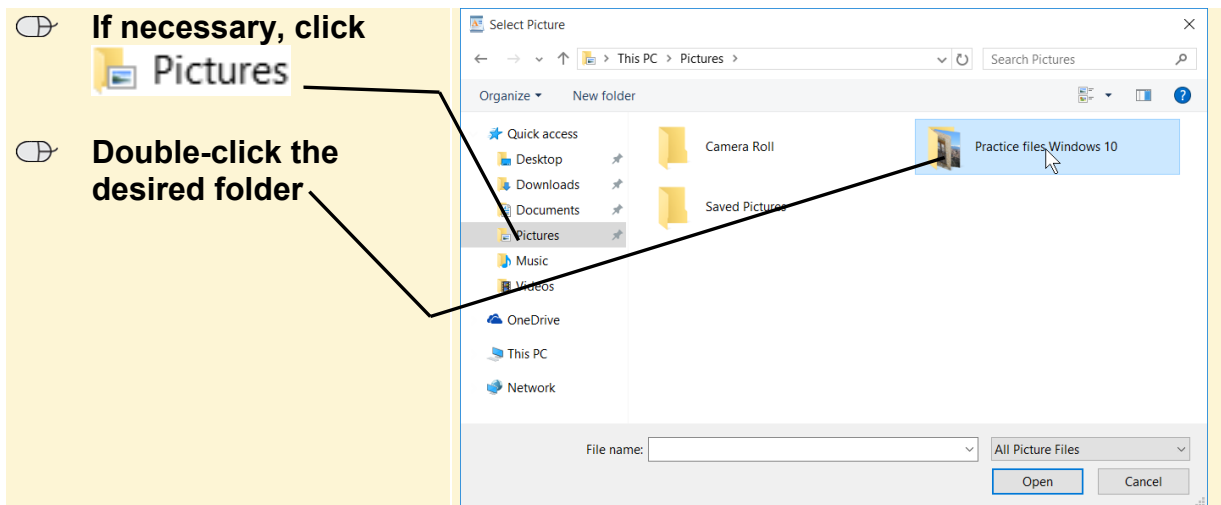 If necessary, click
Pictures
Double-click the
desired folder
Select Picture
This PC > Pictures >
Search Pictures
Organize
New folder
Quick access
Desktop
Downloads
Documents
Pictures
Music
Videos
OneDrive
This PC
Network
Camera Roll
Practice files Windows 10
Saved Pictures
File name:
All Picture Files
Open
Cancel